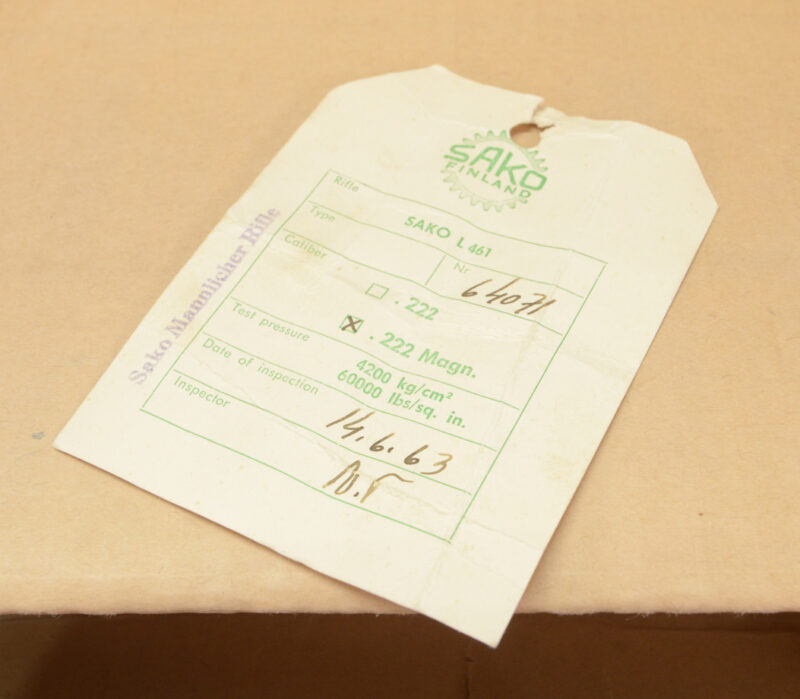 SAKO
FINLAND
Rifle
SAKO L 461
Type
Nr 64071
Caliber
. 222
. 222 Magn.
Test pressure
4200 kg/cm²
60000 lbs/sq. in.
Date of inspection
14.6.63
Inspector
Sako Mannlicher Rifle